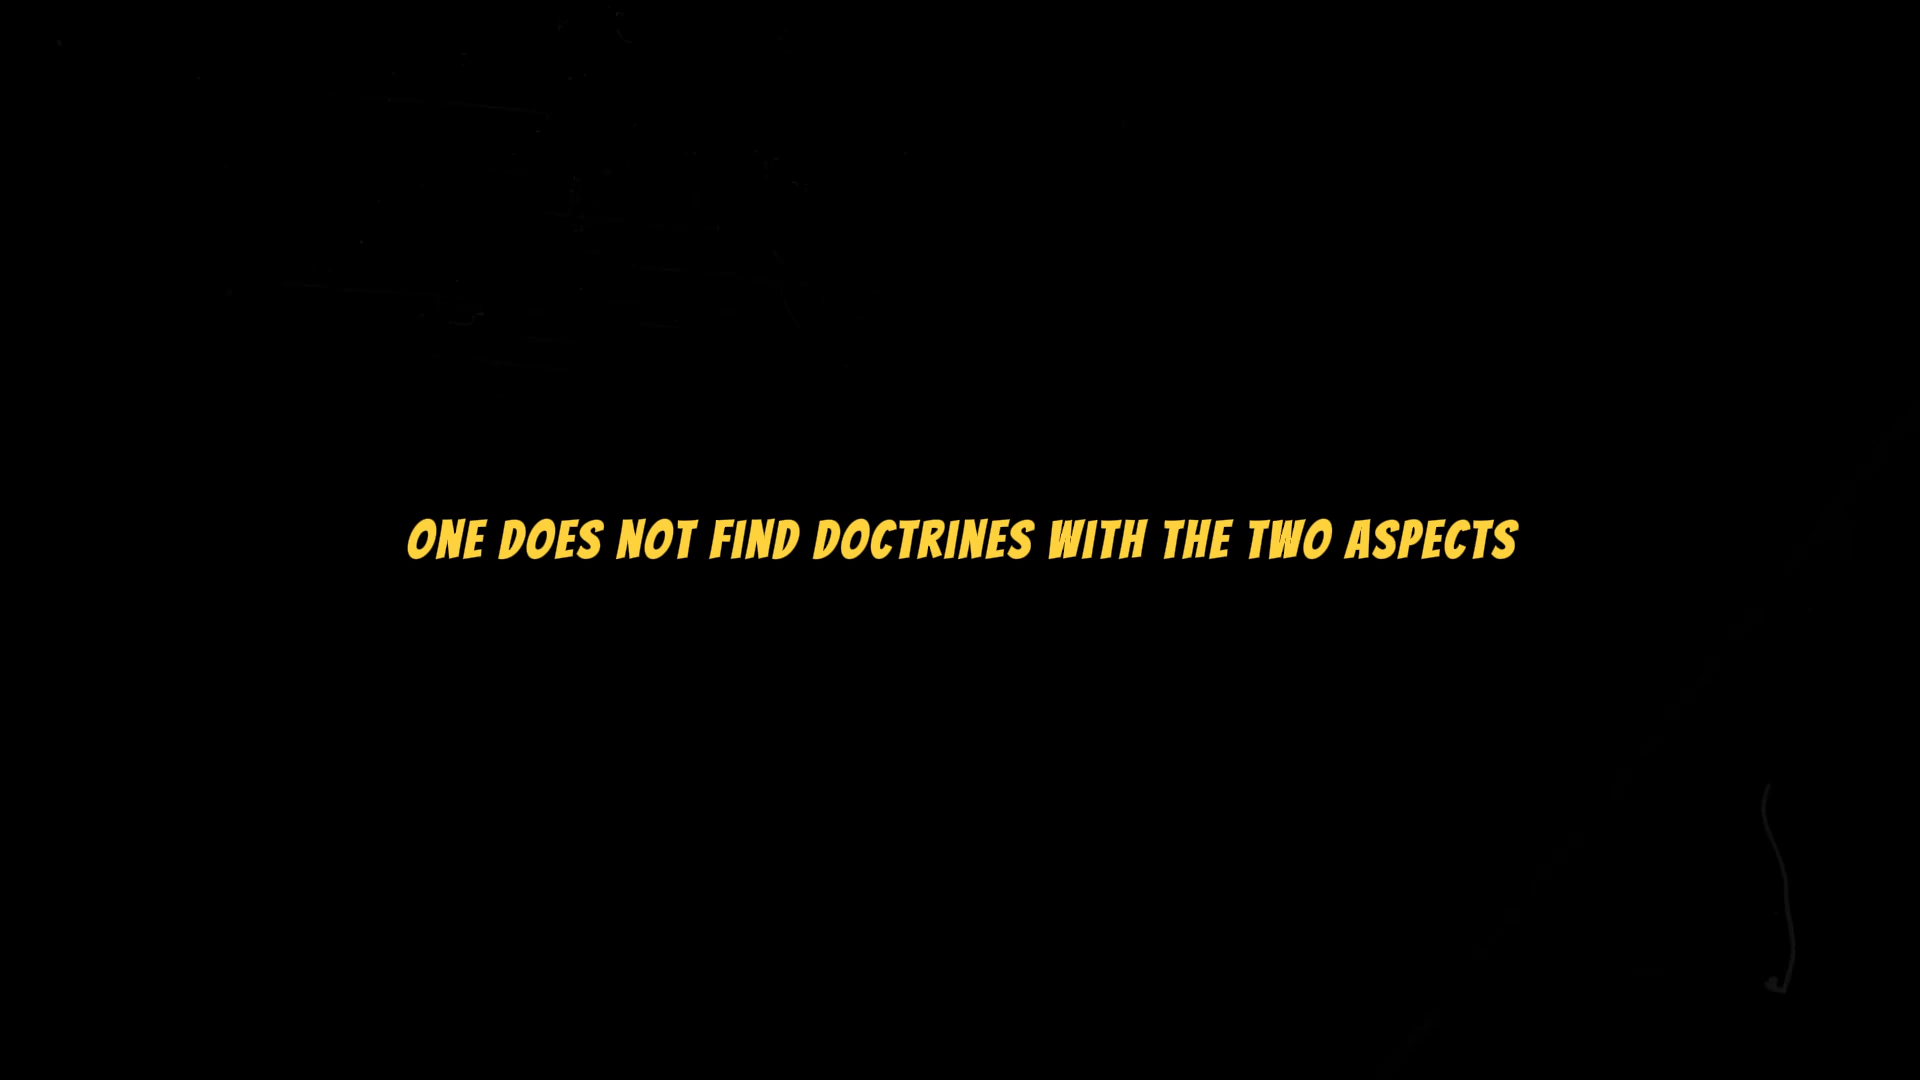 ONE DOES NOT FIND DOCTRINES WITH THE TWO ASPECTS